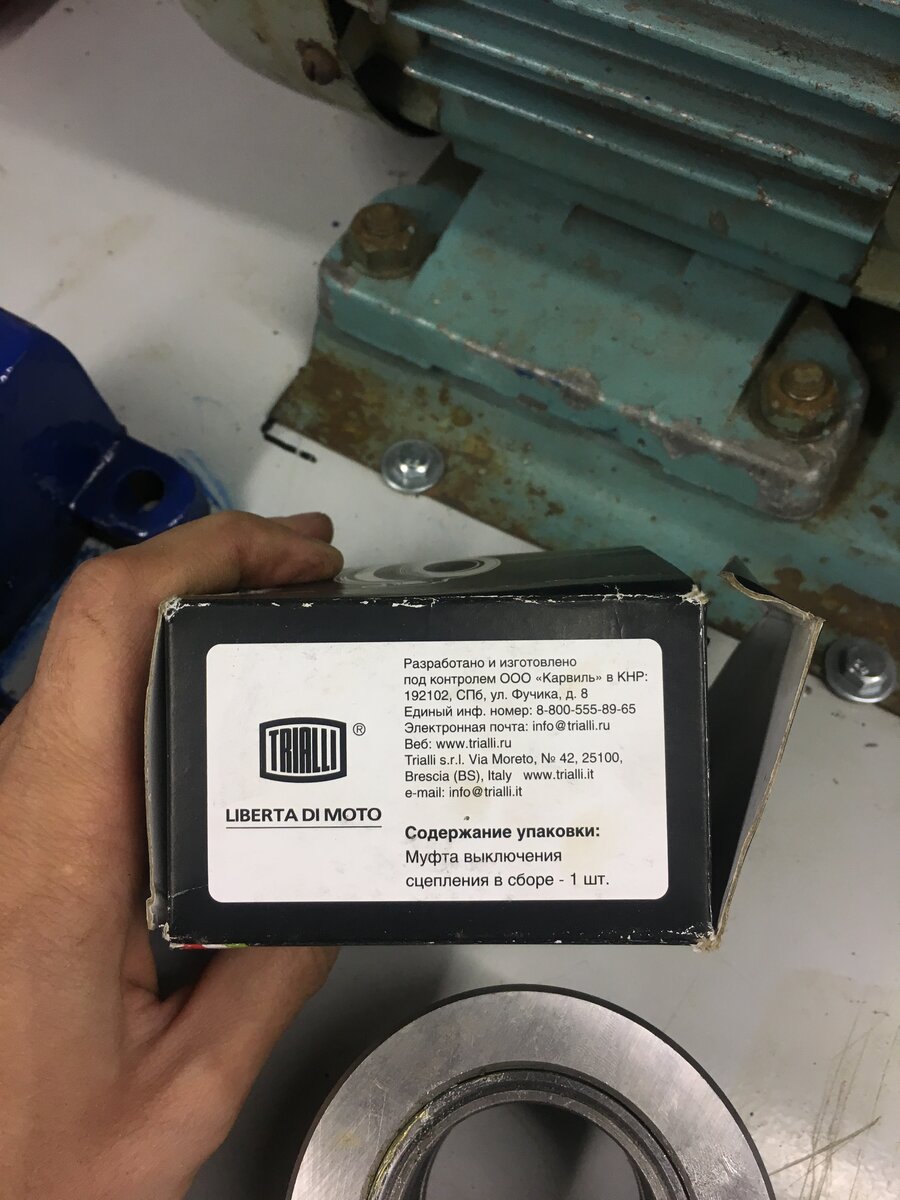 TRIALLI ®
LIBERTA DI MOTO
Разработано и изготовлено
под контролем ООО «Карвиль» в КНР:
192102, СПб, ул. Фучика, д. 8
Единый инф. номер: 8-800-555-89-65
Электронная почта: info@trialli.ru
Веб: www.trialli.ru
Trialli s.r.l. Via Moreto, № 42, 25100,
Brescia (BS), Italy www.trialli.it
e-mail: info@trialli.it
Содержание упаковки:
Муфта выключения
сцепления в сборе - 1 шт.